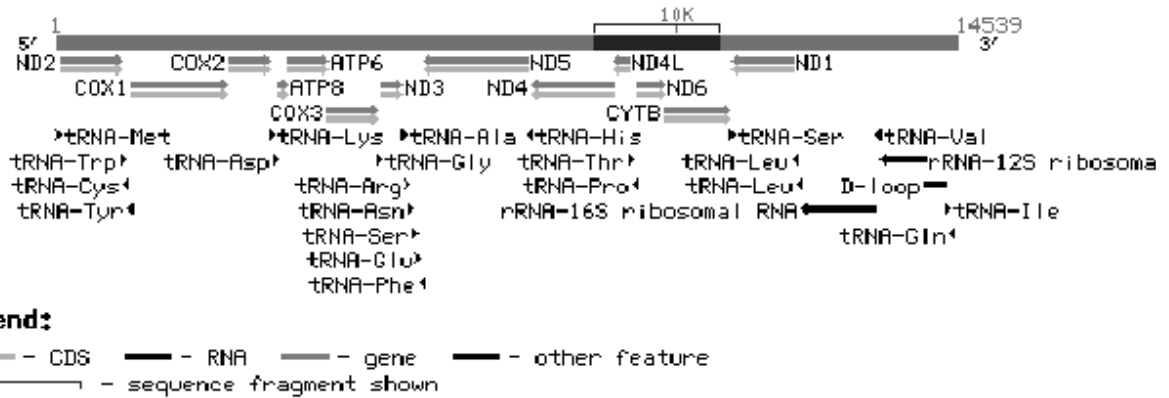 10K
1 14539
5′ 3′
ND2 COX2 ATP6 ND5 ND4L ND1
COX1 ATP8 ND3 ND4 ND6
COX3 CYTB
tRNA-Met tRNA-Lys tRNA-Ala tRNA-His tRNA-Ser tRNA-Val
tRNA-Trp tRNA-Asp tRNA-Gly tRNA-Thr tRNA-Leu rRNA-12S ribosoma
tRNA-Cys tRNA-Arg tRNA-Pro tRNA-Leu D-loop
tRNA-Tyr tRNA-Asn rRNA-16S ribosomal RNA tRNA-Ile
tRNA-Ser tRNA-Gln
tRNA-Glu
tRNA-Phe
end:
- CDS - RNA - gene - other feature
- sequence fragment shown